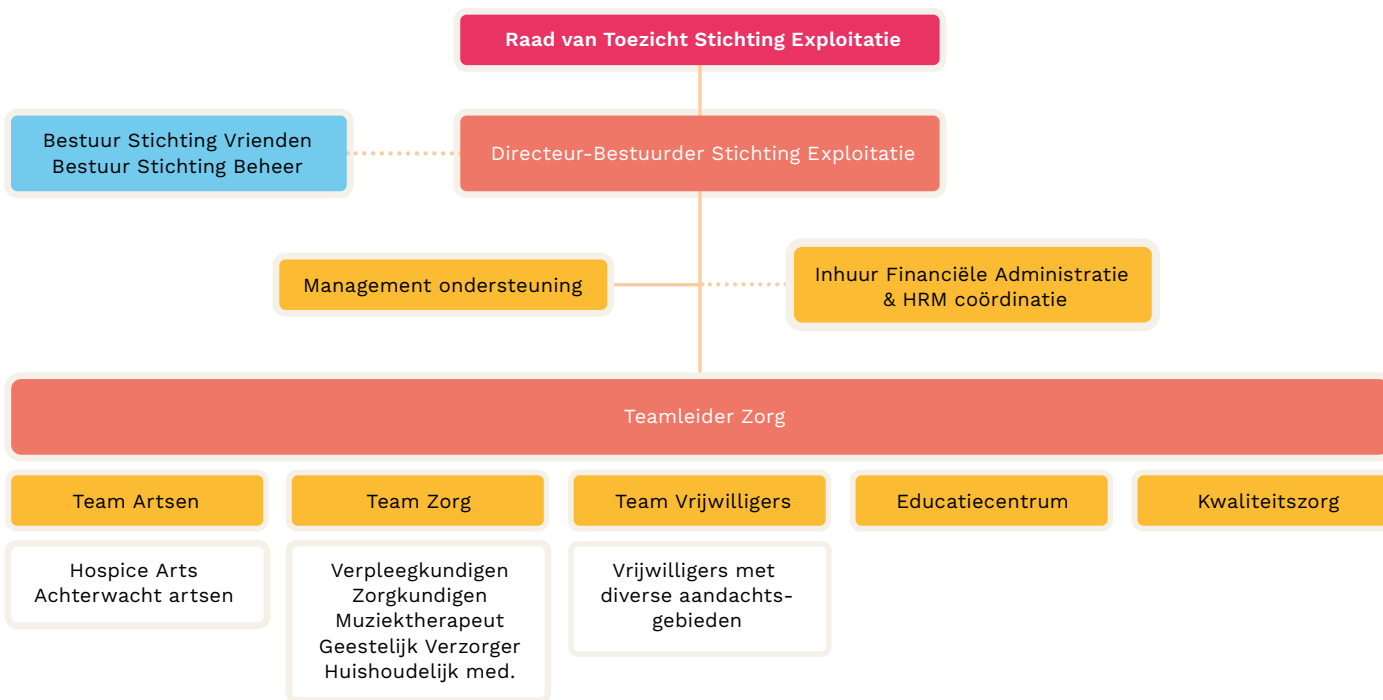 Raad van Toezicht Stichting Exploitatie
Bestuur Stichting Vrienden
Bestuur Stichting Beheer
Directeur-Bestuurder Stichting Exploitatie
Management ondersteuning
Inhuur Financiële Administratie
& HRM coördinatie
Teamleider Zorg
Team Artsen
Hospice Arts
Achterwacht artsen
Team Zorg
Verpleegkundigen
Zorgkundigen
Muziektherapeut
Geestelijk Verzorger
Huishoudelijk med.
Team Vrijwilligers
Vrijwilligers met
diverse aandachts-
gebieden
Educatiecentrum
Kwaliteitszorg